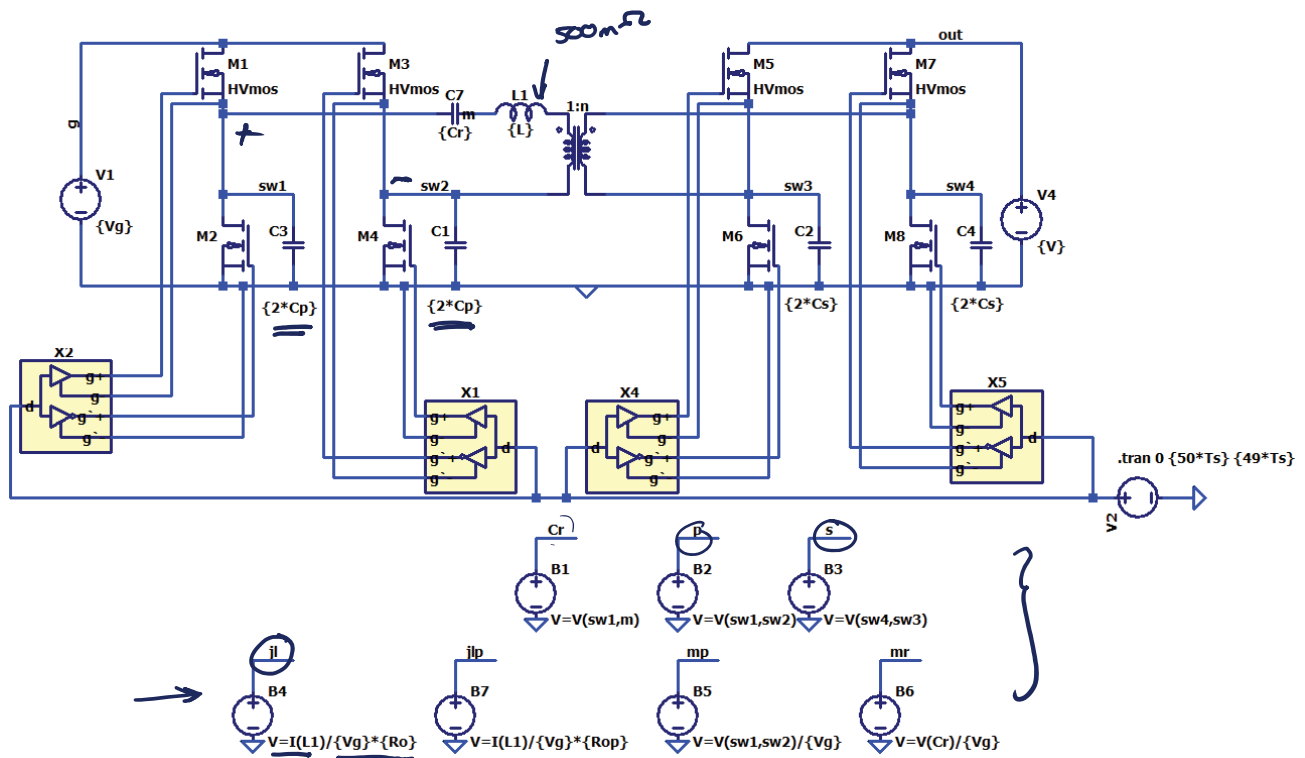 500mΩ
out
M1
M3
M5
M7
HVmos
HVmos
HVmos
HVmos
C7
L1
1:n
m
{Cr}
{L}
g
+
V1
{Vg}
sw1
sw2
sw3
sw4
V4
{V}
M2
C3
M4
C1
M6
C2
M8
C4
{2*Cp}
{2*Cp}
{2*Cs}
{2*Cs}
X2
g+
g-
d
g`+
g`-
X1
g+
g-
d
g`+
g`-
X4
g+
g-
d
g`+
g`-
X5
g+
g-
d
g`+
g`-
.tran 0 {50*Ts} {49*Ts}
V2
Cr
p
s
B1
B2
B3
V=V(sw1,m)
V=V(sw1,sw2)
V=V(sw4,sw3)
jl
jlp
mp
mr
B4
B7
B5
B6
V=I(L1)/{Vg}*{Ro}
V=I(L1)/{Vg}*{Rop}
V=V(sw1,sw2)/{Vg}
V=V(Cr)/{Vg}